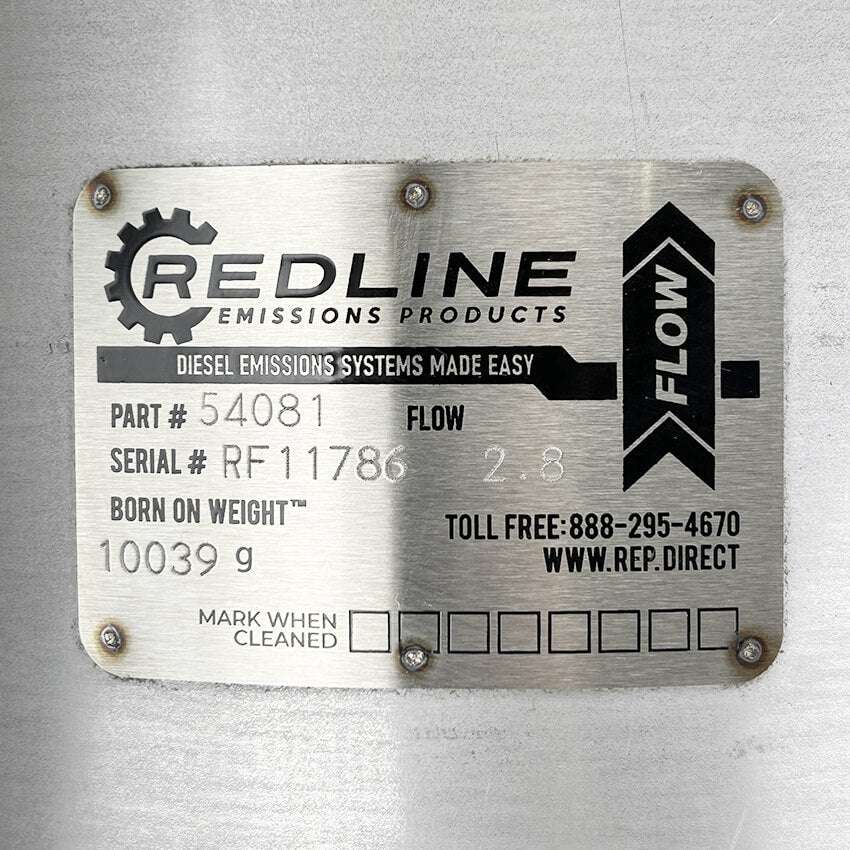 REDLINE
EMISSIONS PRODUCTS
DIESEL EMISSIONS SYSTEMS MADE EASY
FLOW
PART # 54081 FLOW
SERIAL # RF11786 2.8
BORN ON WEIGHT™
10039 g
TOLL FREE:888-295-4670
WWW.REP.DIRECT
MARK WHEN
CLEANED